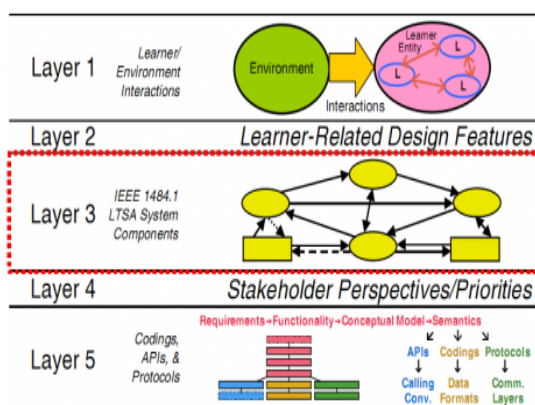 Layer 1
Learner/
Environment
Interactions
Environment
Interactions
Learner
Entity
L
L
L
Layer 2
Learner-Related Design Features
Layer 3
IEEE 1484.1
LTSA System
Components
Layer 4
Stakeholder Perspectives/Priorities
Layer 5
Codings,
APIs, &
Protocols
Requirements→Functionality→Conceptual Model→Semantics
APIs Codings Protocols
Calling Data Comm.
Conv. Formats Layers